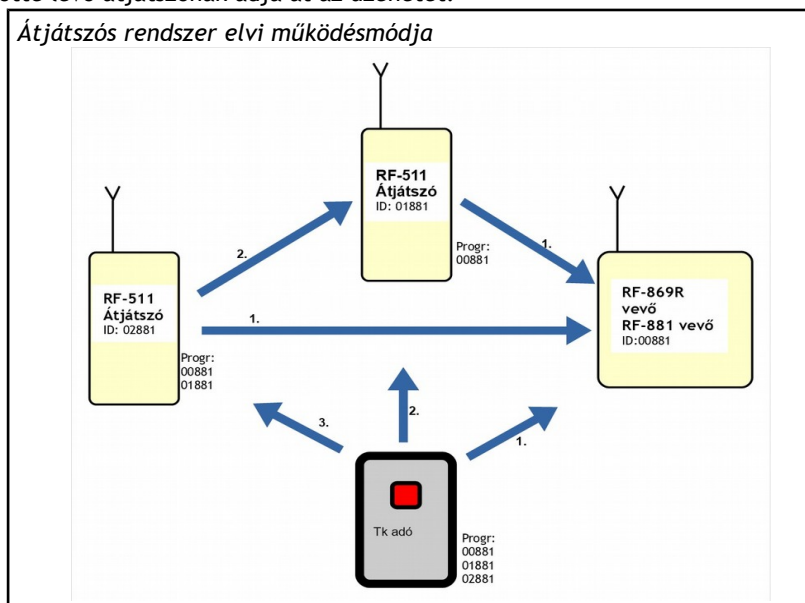 Átjátszós rendszer elvi működésmódja
RF-511
Átjátszó
ID: 01881
Progr:
00881
2.
1.
RF-511
Átjátszó
ID: 02881
Progr:
00881
01881
1.
RF-869R
vevő
RF-881 vevő
ID:00881
3.
2.
1.
Tk adó
Progr:
00881
01881
02881